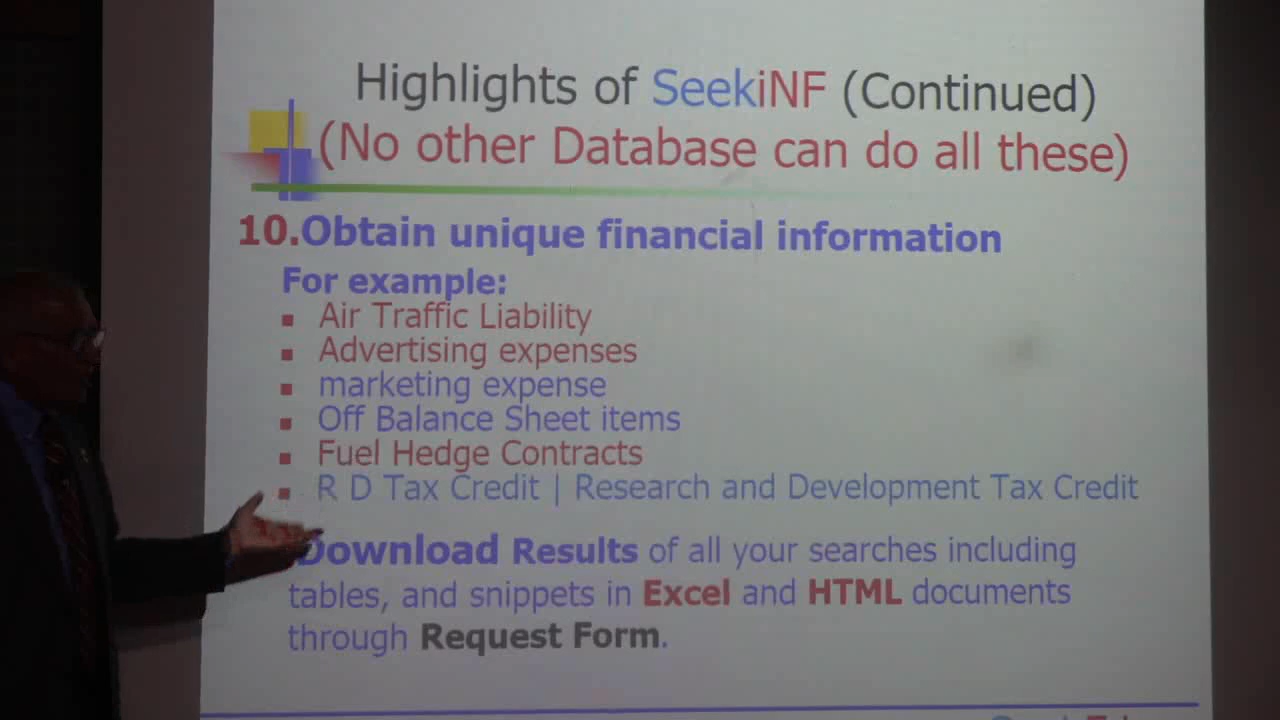 Highlights of SeekiNF (Continued)
(No other Database can do all these)
10.Obtain unique financial information
For example:
Air Traffic Liability
Advertising expenses
marketing expense
Off Balance Sheet items
Fuel Hedge Contracts
R D Tax Credit | Research and Development Tax Credit
Download Results of all your searches including
tables, and snippets in Excel and HTML documents
through Request Form.